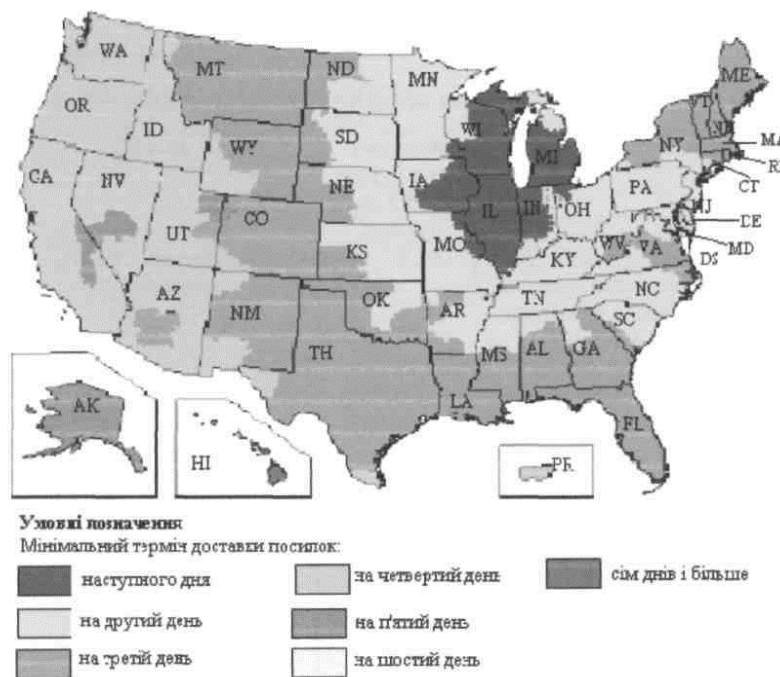 WA
MT
ND
MN
ME
VT
NH
OR
ID
SD
WI
MI
NY
MA
WY
CT
CA
NV
NE
IA
PA
NJ
IL
IN
OH
DE
UT
CO
MD
KS
MO
WV
VA
DS
KY
AZ
OK
TN
NC
NM
AR
SC
TH
MS
AL
GA
LA
AK
FL
HI
PR
Умовні позначення
Мінімальний термін доставки посилок:
наступного дня
на четвертий день
сім днів і більше
на другий день
на п'ятий день
на третій день
на шостий день